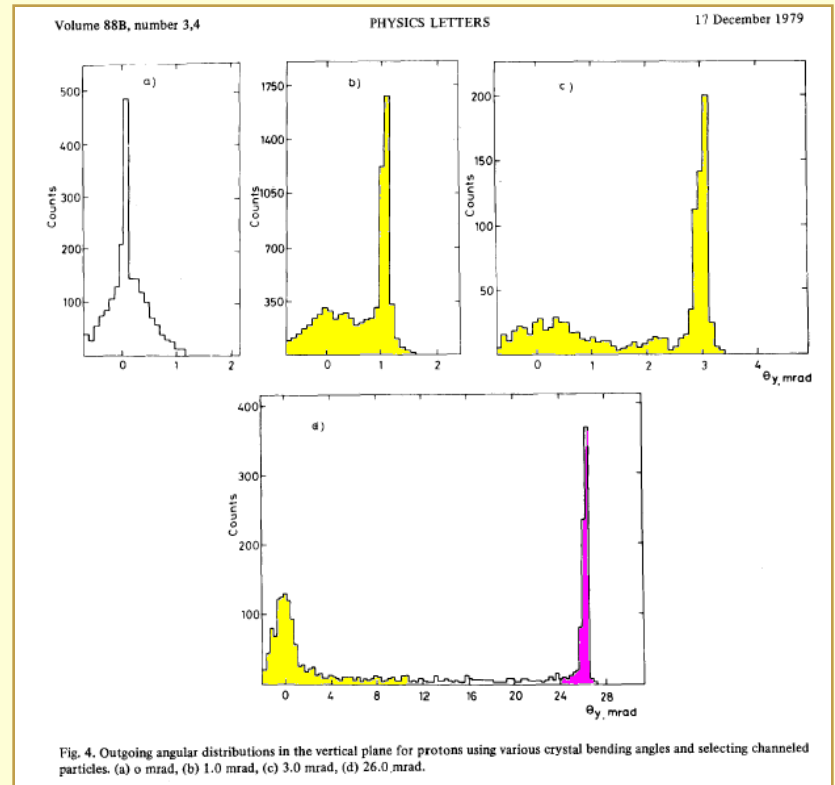 Volume 88B, number 3,4 PHYSICS LETTERS 17 December 1979
a)
500
400
300
200
100
Counts
0 1 2
b)
1750
1400
1050
700
350
Counts
0 1 2
c)
200
150
100
50
Counts
0 1 2 3 4
θy, mrad
d)
400
300
200
100
Counts
0 4 8 12 16 20 24 28
θy, mrad
Fig. 4. Outgoing angular distributions in the vertical plane for protons using various crystal bending angles and selecting channeled
particles. (a) o mrad, (b) 1.0 mrad, (c) 3.0 mrad, (d) 26.0 mrad.